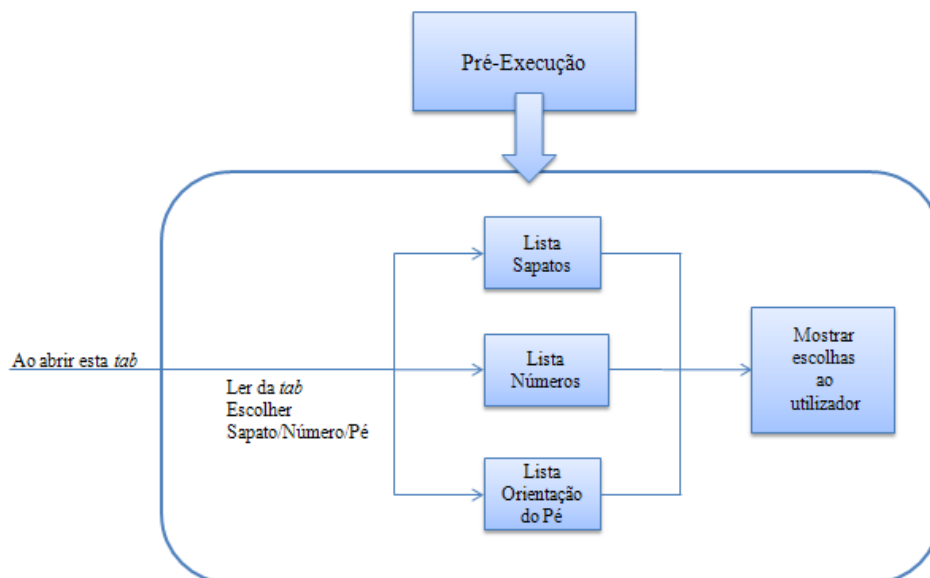 Pré-Execução
Lista
Sapatos
Ao abrir esta tab
Lista
Números
Mostrar
escolhas
ao
utilizador
Ler da tab
Escolher
Sapato/Número/Pé
Lista
Orientação
do Pé